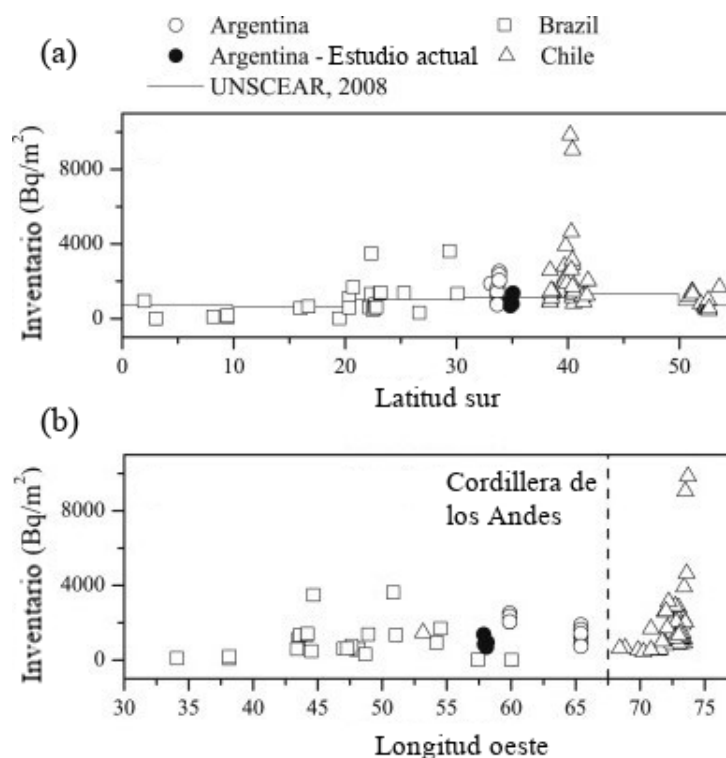 (a)
Argentina
Brazil
Argentina - Estudio actual
Chile
UNSCEAR, 2008
Inventario (Bq/m²)
8000
4000
0
0 10 20 30 40 50
Latitud sur
(b)
Cordillera de
los Andes
Inventario (Bq/m²)
8000
4000
0
30 35 40 45 50 55 60 65 70 75
Longitud oeste